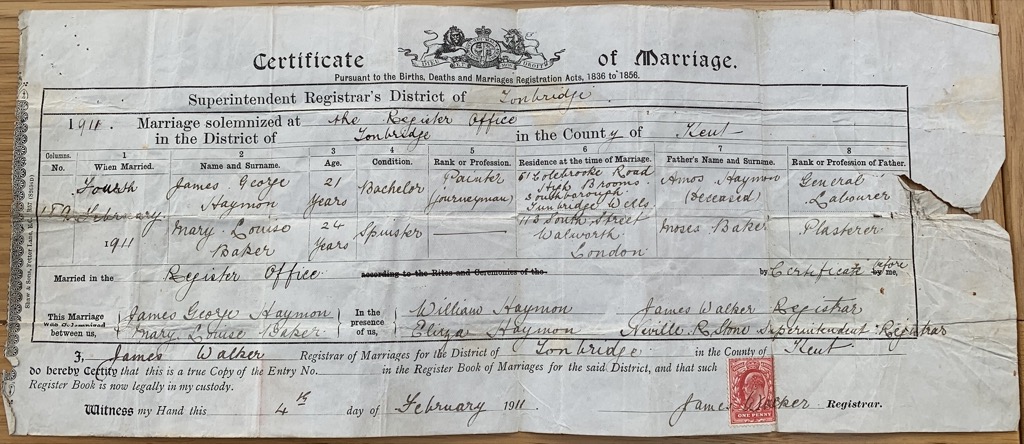 Certificate of Marriage.
Pursuant to the Births, Deaths and Marriages Registration Acts, 1836 to 1856.
Superintendent Registrar's District of Tonbridge.
1911. Marriage solemnized at the Register Office
in the District of Tonbridge in the County of Kent
Columns. 1 2 3 4 5 6 7 8
No. When Married. Name and Surname. Age. Condition. Rank or Profession. Residence at the time of Marriage. Father's Name and Surname. Rank or Profession of Father.
Fourth February 1911
James George Haymon
21 Years
Bachelor
Painter (journeyman)
61 Colebrooke Road
High Brooms
Southborough
Tunbridge Wells
Amos Haymon (Deceased)
General Labourer
Mary Louise Baker
24 Years
Spinster
113 South Street
Walworth
London
Moses Baker
Plasterer
Married in the Register Office according to the Rites and Ceremonies of the by Certificate before by me,
This Marriage was solemnized between us,
James George Haymon
Mary Louise Baker
In the presence of us,
William Haymon
Eliza Haymon
James Walker Registrar
Neville R Stone Superintendent Registrar
I, James Walker Registrar of Marriages for the District of Tonbridge in the County of Kent
do hereby Certify that this is a true Copy of the Entry No. in the Register Book of Marriages for the said District, and that such
Register Book is now legally in my custody.
Witness my Hand this 4th day of February 1911. James Walker Registrar.
ONE PENNY